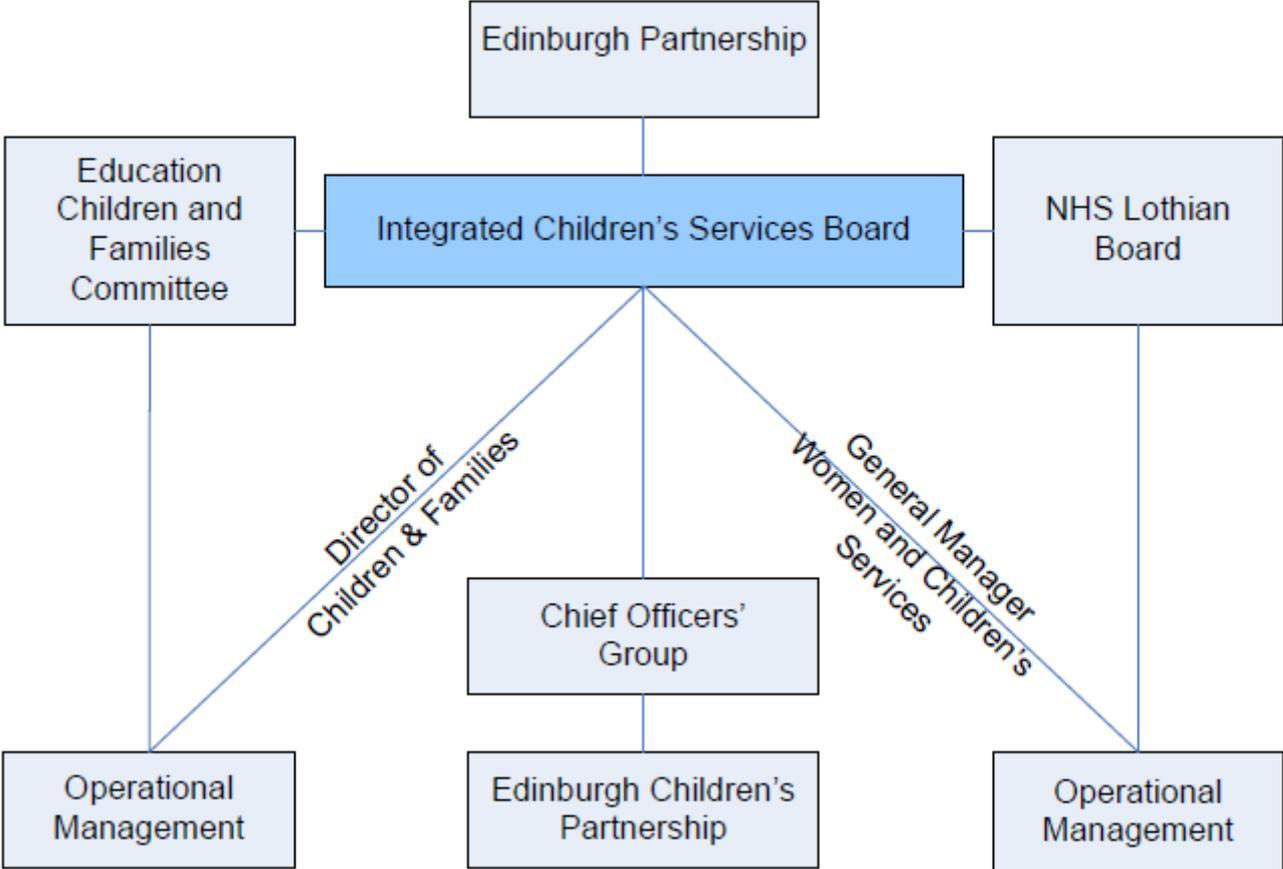 Edinburgh Partnership
Education
Children and
Families
Committee
Integrated Children’s Services Board
NHS Lothian
Board
Director of
Children & Families
General Manager
Women and Children’s
Services
Chief Officers’
Group
Operational
Management
Edinburgh Children’s
Partnership
Operational
Management